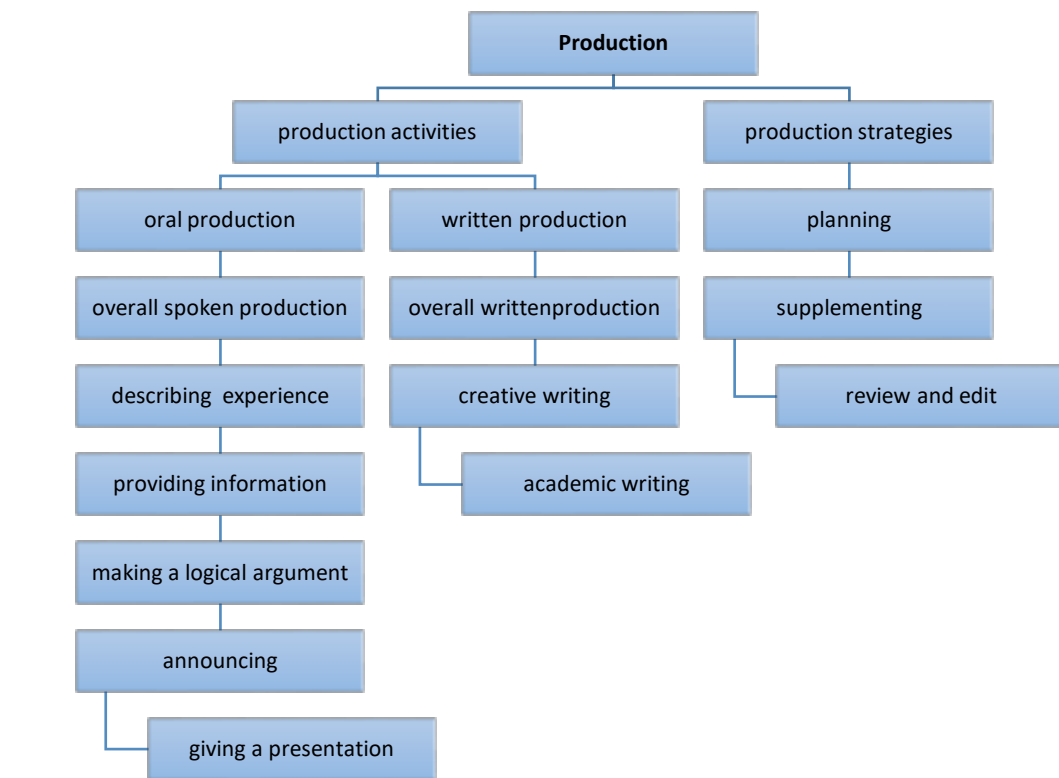 Production
production activities
production strategies
oral production
written production
planning
overall spoken production
overall writtenproduction
supplementing
describing experience
creative writing
review and edit
providing information
academic writing
making a logical argument
announcing
giving a presentation